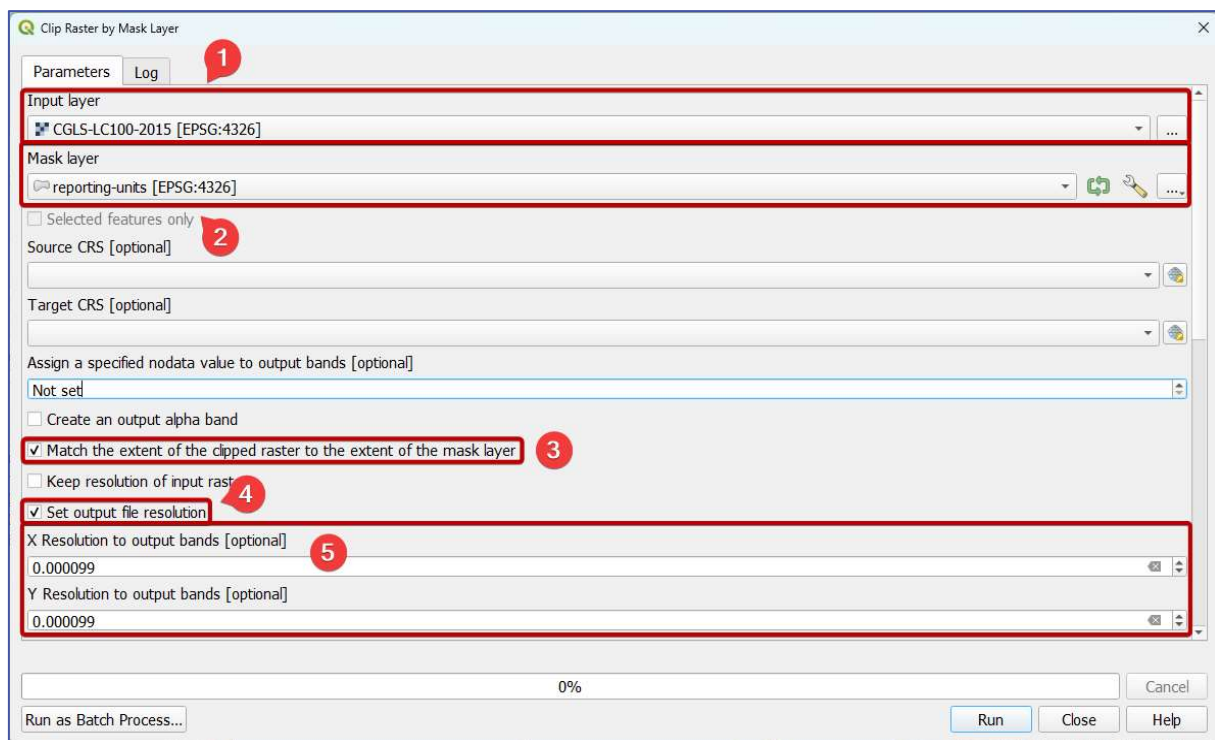 Clip Raster by Mask Layer
Parameters Log
1
Input layer
CGLS-LC100-2015 [EPSG:4326]
...
Mask layer
reporting-units [EPSG:4326]
...
Selected features only
2
Source CRS [optional]
Target CRS [optional]
Assign a specified nodata value to output bands [optional]
Not set
Create an output alpha band
Match the extent of the clipped raster to the extent of the mask layer
3
Keep resolution of input rast
4
Set output file resolution
X Resolution to output bands [optional]
5
0.000099
Y Resolution to output bands [optional]
0.000099
0%
Cancel
Run as Batch Process...
Run Close Help